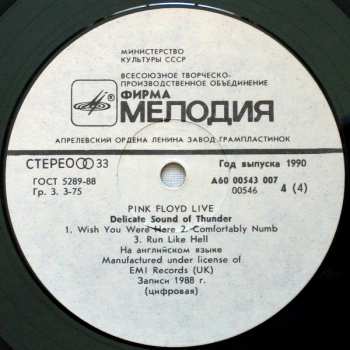 МИНИСТЕРСТВО
КУЛЬТУРЫ СССР
ВСЕСОЮЗНОЕ ТВОРЧЕСКО-
ПРОИЗВОДСТВЕННОЕ ОБЪЕДИНЕНИЕ
ФИРМА
МЕЛОДИЯ
АПРЕЛЕВСКИЙ ОРДЕНА ЛЕНИНА ЗАВОД ГРАМПЛАСТИНОК
СТЕРЕО 33
Год выпуска 1990
ГОСТ 5289-88
Гр. 3. 3-75
А60 00543 007
00546 4 (4)
PINK FLOYD LIVE
Delicate Sound of Thunder
1. Wish You Were Here 2. Comfortably Numb
3. Run Like Hell
На английском языке
Manufactured under license of
EMI Records (UK)
Записи 1988 г.
(цифровая)